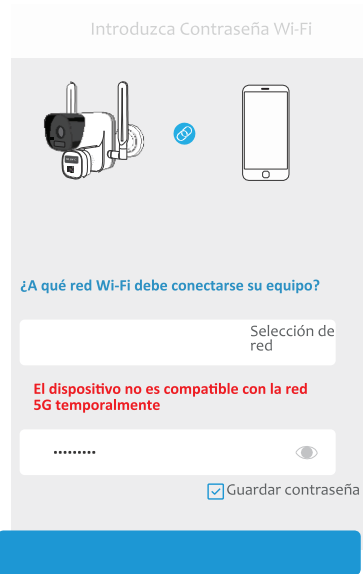 Introduzca Contraseña Wi-Fi
¿A qué red Wi-Fi debe conectarse su equipo?
Selección de
red
El dispositivo no es compatible con la red
5G temporalmente
•••••••••
Guardar contraseña